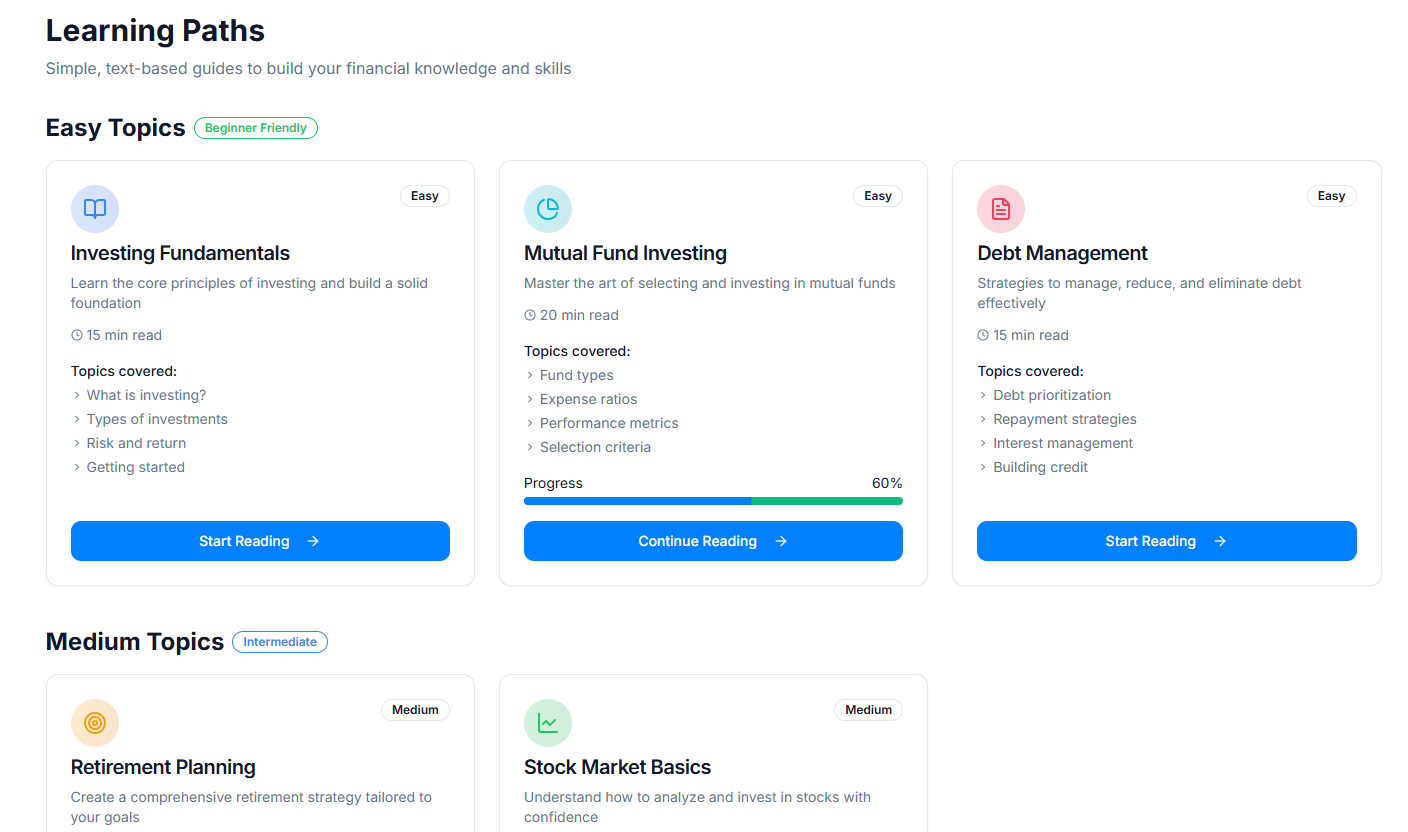 Learning Paths
Simple, text-based guides to build your financial knowledge and skills
Easy Topics Beginner Friendly
Easy
Investing Fundamentals
Learn the core principles of investing and build a solid
foundation
15 min read
Topics covered:
What is investing?
Types of investments
Risk and return
Getting started
Start Reading
Easy
Mutual Fund Investing
Master the art of selecting and investing in mutual funds
20 min read
Topics covered:
Fund types
Expense ratios
Performance metrics
Selection criteria
Progress 60%
Continue Reading
Easy
Debt Management
Strategies to manage, reduce, and eliminate debt
effectively
15 min read
Topics covered:
Debt prioritization
Repayment strategies
Interest management
Building credit
Start Reading
Medium Topics Intermediate
Medium
Retirement Planning
Create a comprehensive retirement strategy tailored to
your goals
Medium
Stock Market Basics
Understand how to analyze and invest in stocks with
confidence